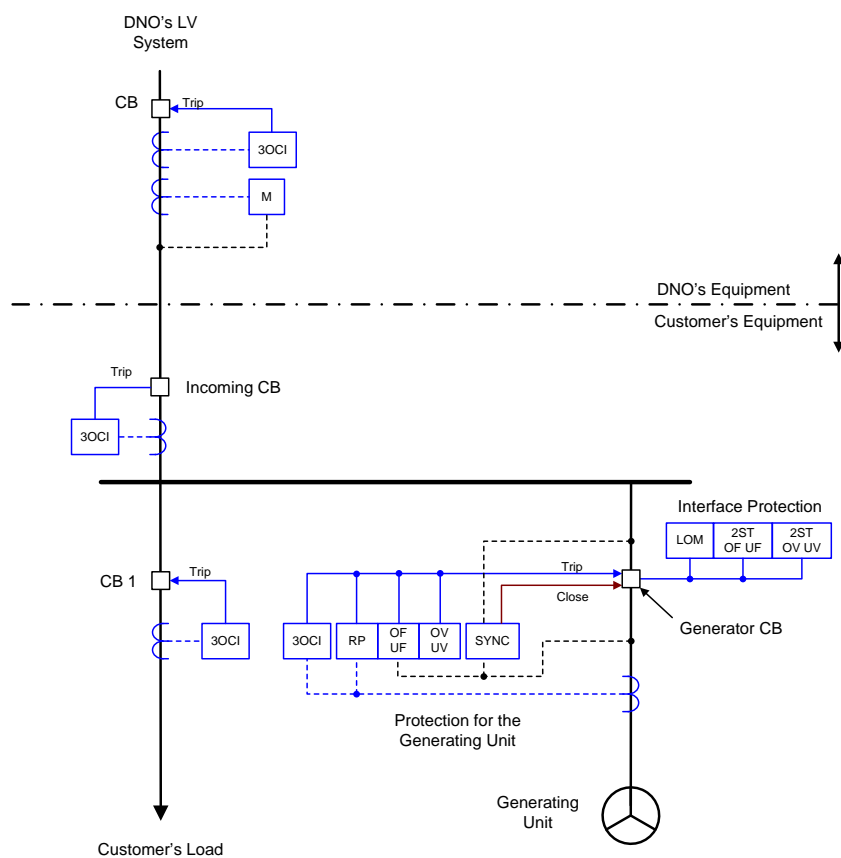 DNO's LV
System
CB
Trip
3OCI
M
DNO's Equipment
Customer's Equipment
Trip
Incoming CB
3OCI
Interface Protection
LOM
2ST
OF UF
2ST
OV UV
CB 1
Trip
3OCI
Trip
Close
3OCI
RP
OF
UF
OV
UV
SYNC
Generator CB
Protection for the
Generating Unit
Generating
Unit
Customer's Load